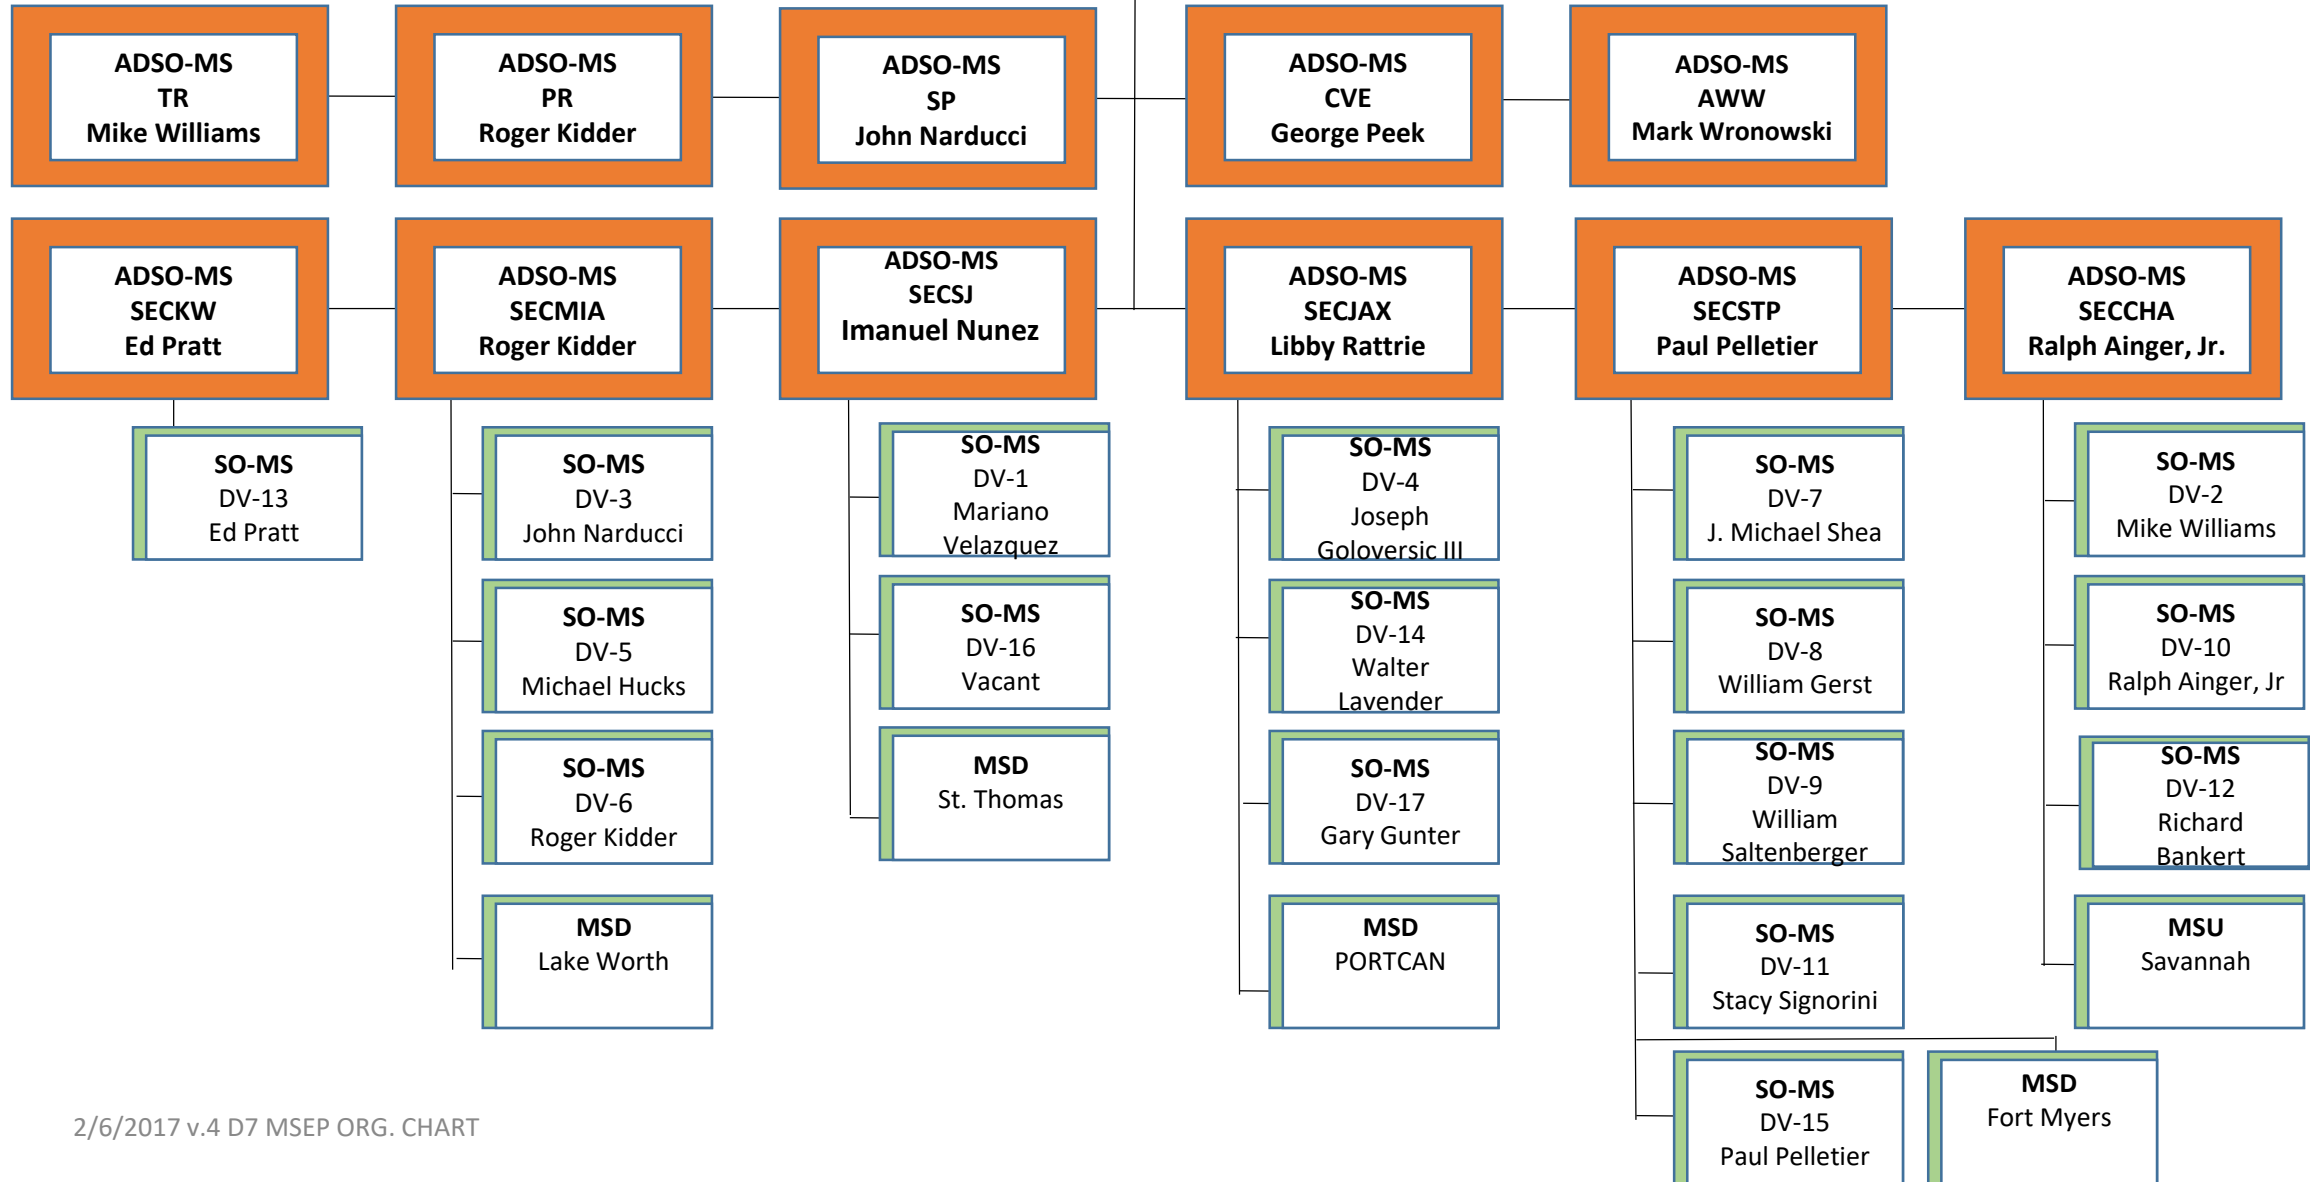 ADSO-MS
TR
Mike Williams
ADSO-MS
PR
Roger Kidder
ADSO-MS
SP
John Narducci
ADSO-MS
CVE
George Peek
ADSO-MS
AWW
Mark Wronowski
ADSO-MS
SECKW
Ed Pratt
ADSO-MS
SECMIA
Roger Kidder
ADSO-MS
SECSJ
Imanuel Nunez
ADSO-MS
SECJAX
Libby Rattrie
ADSO-MS
SECSTP
Paul Pelletier
ADSO-MS
SECCHA
Ralph Ainger, Jr.
SO-MS
DV-13
Ed Pratt
SO-MS
DV-3
John Narducci
SO-MS
DV-5
Michael Hucks
SO-MS
DV-6
Roger Kidder
MSD
Lake Worth
SO-MS
DV-1
Mariano
Velazquez
SO-MS
DV-16
Vacant
MSD
St. Thomas
SO-MS
DV-4
Joseph
Goloversic III
SO-MS
DV-14
Walter
Lavender
SO-MS
DV-17
Gary Gunter
MSD
PORTCAN
SO-MS
DV-7
J. Michael Shea
SO-MS
DV-8
William Gerst
SO-MS
DV-9
William
Saltenberger
SO-MS
DV-11
Stacy Signorini
SO-MS
DV-15
Paul Pelletier
MSD
Fort Myers
SO-MS
DV-2
Mike Williams
SO-MS
DV-10
Ralph Ainger, Jr
SO-MS
DV-12
Richard
Bankert
MSU
Savannah
2/6/2017 v.4 D7 MSEP ORG. CHART